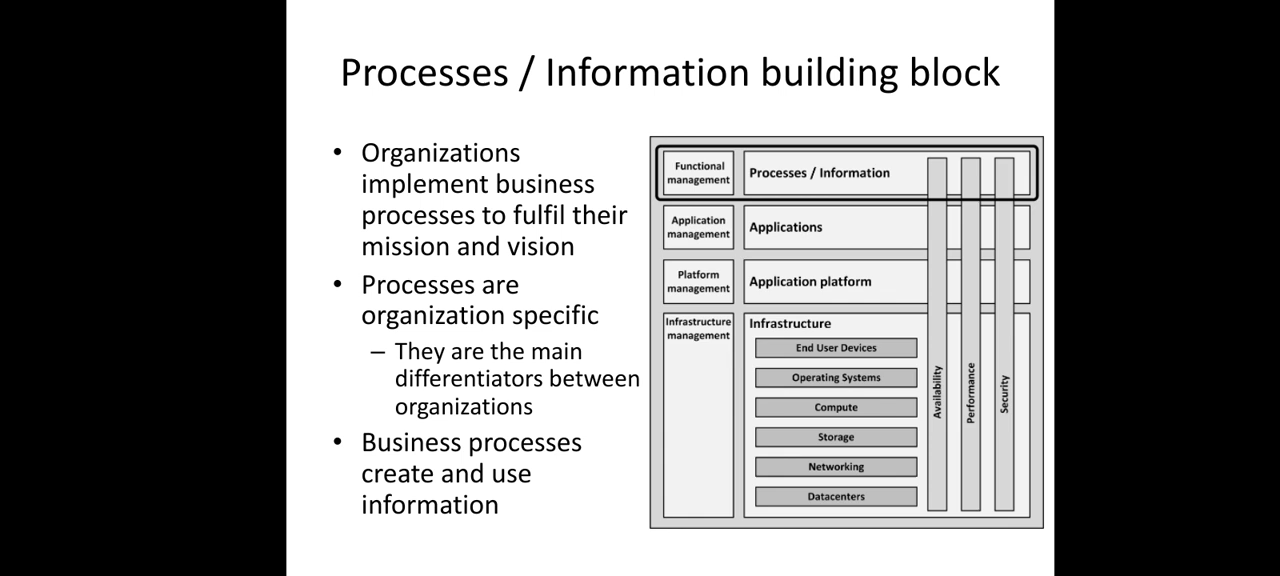 Processes / Information building block
• Organizations
implement business
processes to fulfil their
mission and vision
• Processes are
organization specific
– They are the main
differentiators between
organizations
• Business processes
create and use
information
Functional
management
Processes / Information
Application
management
Applications
Platform
management
Application platform
Infrastructure
management
Infrastructure
End User Devices
Operating Systems
Compute
Storage
Networking
Datacenters
Availability
Performance
Security